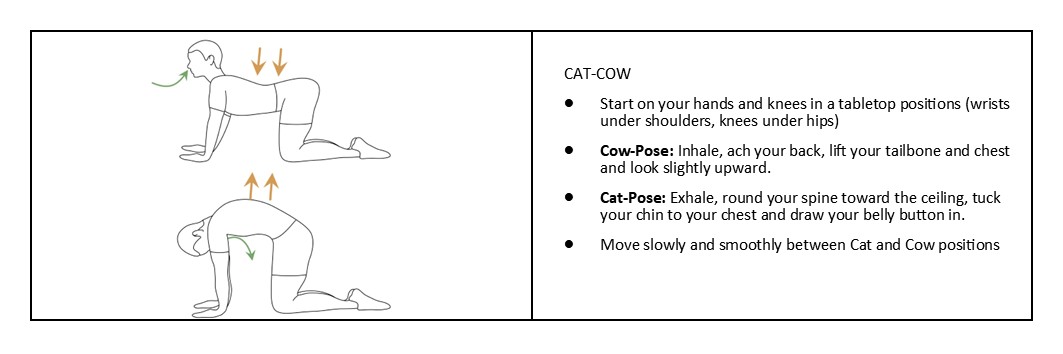 CAT-COW
● Start on your hands and knees in a tabletop positions (wrists
under shoulders, knees under hips)
● Cow-Pose: Inhale, ach your back, lift your tailbone and chest
and look slightly upward.
● Cat-Pose: Exhale, round your spine toward the ceiling, tuck
your chin to your chest and draw your belly button in.
● Move slowly and smoothly between Cat and Cow positions